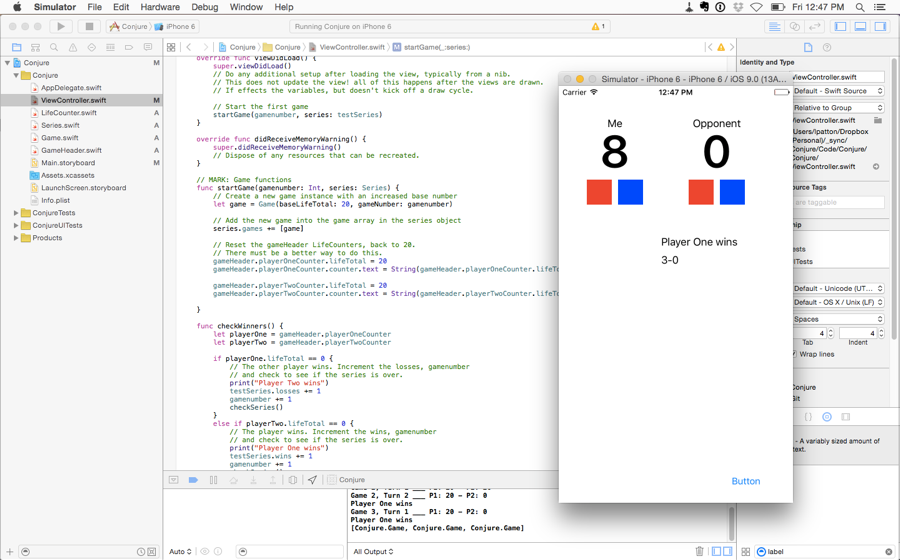 Simulator File Edit Hardware Debug Window Help
Fri 12:47 PM
Conjure iPhone 6
Running Conjure on iPhone 6
1
Conjure Conjure ViewController.swift startGame(_:series:)
Conjure M
Conjure
AppDelegate.swift
ViewController.swift M
LifeCounter.swift A
Series.swift A
Game.swift A
GameHeader.swift A
Main.storyboard M
Assets.xcassets
LaunchScreen.storyboard
Info.plist
ConjureTests
ConjureUITests
Products
override func viewDidLoad() {
super.viewDidLoad()
// Do any additional setup after loading the view, typically from a nib.
// This does not update the view! all of this happens after the views are drawn.
// If effects the variables, but doesn't kick off a draw cycle.
// Start the first game
startGame(gamenumber, series: testSeries)
}
override func didReceiveMemoryWarning() {
super.didReceiveMemoryWarning()
// Dispose of any resources that can be recreated.
}
// MARK: Game functions
func startGame(gamenumber: Int, series: Series) {
// Create a new game instance with an increased base number
let game = Game(baseLifeTotal: 20, gameNumber: gamenumber)
// Add the new game into the game array in the series object
series.games += [game]
// Reset the gameHeader LifeCounters, back to 20.
// There must be a better way to do this.
gameHeader.playerOneCounter.lifeTotal = 20
gameHeader.playerOneCounter.counter.text = String(gameHeader.playerOneCounter.lifeTo
gameHeader.playerTwoCounter.lifeTotal = 20
gameHeader.playerTwoCounter.counter.text = String(gameHeader.playerTwoCounter.lifeTo
}
func checkWinners() {
let playerOne = gameHeader.playerOneCounter
let playerTwo = gameHeader.playerTwoCounter
if playerOne.lifeTotal == 0 {
// The other player wins. Increment the losses, gamenumber
// and check to see if the series is over.
print("Player Two wins")
testSeries.losses += 1
gamenumber += 1
checkSeries()
}
else if playerTwo.lifeTotal == 0 {
// The player wins. Increment the wins, gamenumber
// and check to see if the series is over.
print("Player One wins")
testSeries.wins += 1
gamenumber += 1
Conjure
Game 2, Turn 2 ___ P1: 20 - P2: 0
Player One wins
Game 3, Turn 1 ___ P1: 20 - P2: 0
Player One wins
[Conjure.Game, Conjure.Game, Conjure.Game]
Auto
All Output
Simulator - iPhone 6 - iPhone 6 / iOS 9.0 (13A...
Carrier 12:47 PM
Me Opponent
8 0
Player One wins
3-0
Button
Identity and Type
ViewController.swift
Default - Swift Source
Relative to Group
ViewController.swift
Users/lpatton/Dropbox
Personal)/_sync/
Conjure/Code/Conjure/
Conjure/
ViewController.swift
ource Tags
are taggable
hip
ests
ITests
Default - Unicode (UT...
Default - OS X / Unix (LF)
Spaces
4 4
Tab Indent
Wrap lines
Conjure
Git
- A variably sized amount of
text.
label